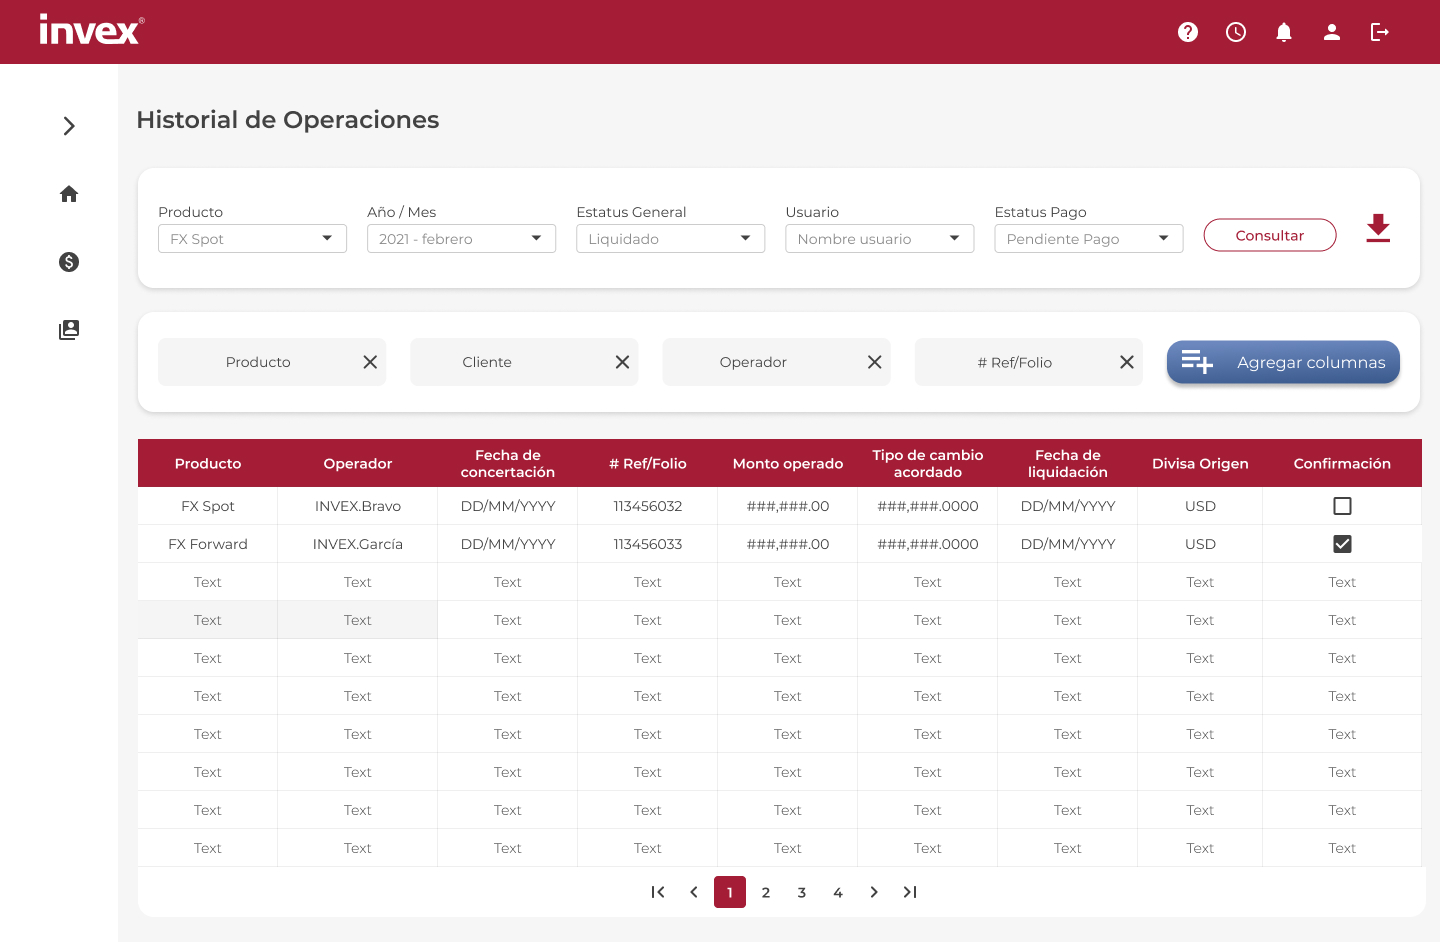 invex®
Historial de Operaciones
Producto Año / Mes Estatus General Usuario Estatus Pago
FX Spot 2021 - febrero Liquidado Nombre usuario Pendiente Pago Consultar
Producto Cliente Operador # Ref/Folio Agregar columnas
Producto Operador Fecha de concertación # Ref/Folio Monto operado Tipo de cambio acordado Fecha de liquidación Divisa Origen Confirmación
FX Spot INVEX.Bravo DD/MM/YYYY 113456032 ###,###.00 ###,###.0000 DD/MM/YYYY USD
FX Forward INVEX.García DD/MM/YYYY 113456033 ###,###.00 ###,###.0000 DD/MM/YYYY USD
Text Text Text Text Text Text Text Text Text
Text Text Text Text Text Text Text Text Text
Text Text Text Text Text Text Text Text Text
Text Text Text Text Text Text Text Text Text
Text Text Text Text Text Text Text Text Text
Text Text Text Text Text Text Text Text Text
Text Text Text Text Text Text Text Text Text
Text Text Text Text Text Text Text Text Text
1 2 3 4